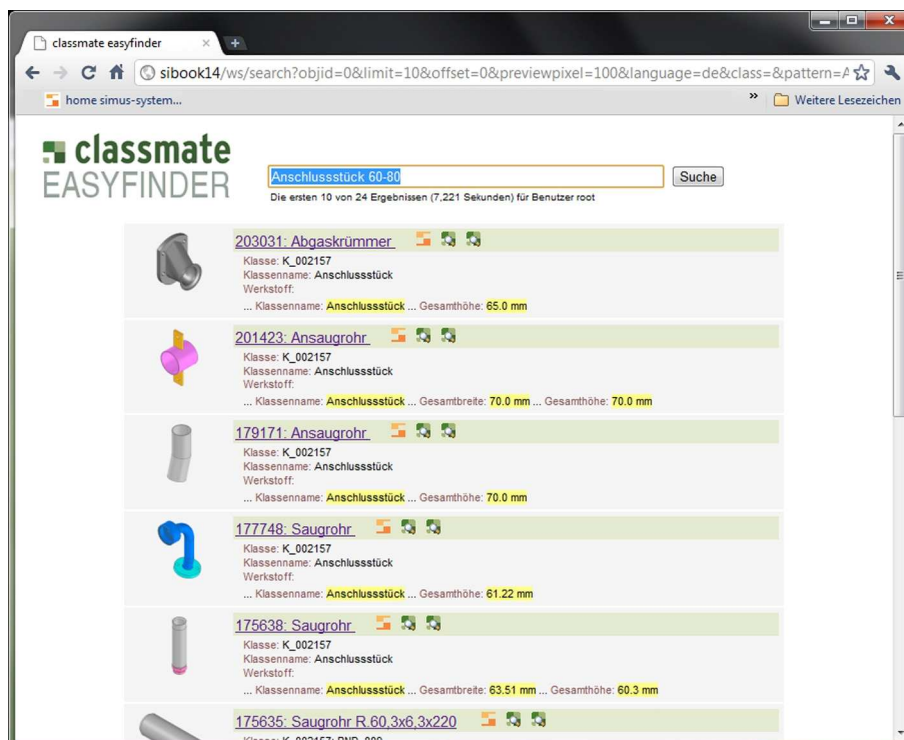 classmate easyfinder
sibook14/ws/search?objid=0&limit=10&offset=0&previewpixel=100&language=de&class=&pattern=A
home simus-system...
Weitere Lesezeichen
classmate
EASYFINDER
Anschlussstück 60-80
Suche
Die ersten 10 von 24 Ergebnissen (7,221 Sekunden) für Benutzer root
203031: Abgaskrümmer
Klasse: K_002157
Klassenname: Anschlussstück
Werkstoff:
... Klassenname: Anschlussstück ... Gesamthöhe: 65.0 mm
201423: Ansaugrohr
Klasse: K_002157
Klassenname: Anschlussstück
Werkstoff:
... Klassenname: Anschlussstück ... Gesamtbreite: 70.0 mm ... Gesamthöhe: 70.0 mm
179171: Ansaugrohr
Klasse: K_002157
Klassenname: Anschlussstück
Werkstoff:
... Klassenname: Anschlussstück ... Gesamthöhe: 70.0 mm
177748: Saugrohr
Klasse: K_002157
Klassenname: Anschlussstück
Werkstoff:
... Klassenname: Anschlussstück ... Gesamthöhe: 61.22 mm
175638: Saugrohr
Klasse: K_002157
Klassenname: Anschlussstück
Werkstoff:
... Klassenname: Anschlussstück ... Gesamtbreite: 63.51 mm ... Gesamthöhe: 60.3 mm
175635: Saugrohr R 60,3x6,3x220